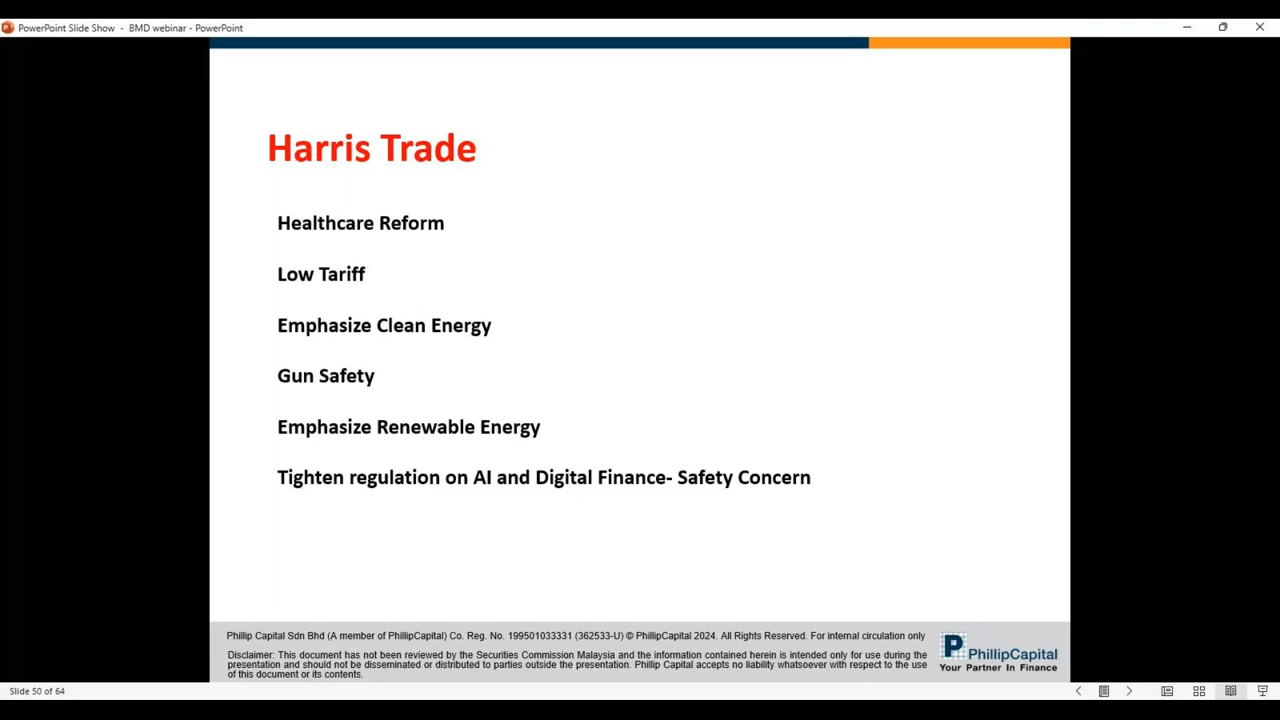 PowerPoint Slide Show - BMD webinar - PowerPoint
Harris Trade
Healthcare Reform
Low Tariff
Emphasize Clean Energy
Gun Safety
Emphasize Renewable Energy
Tighten regulation on AI and Digital Finance- Safety Concern
Phillip Capital Sdn Bhd (A member of PhillipCapital) Co. Reg. No. 199501033331 (362533-U) © PhillipCapital 2024. All Rights Reserved. For internal circulation only
Disclaimer: This document has not been reviewed by the Securities Commission Malaysia and the information contained herein is intended only for use during the
presentation and should not be disseminated or distributed to parties outside the presentation. Phillip Capital accepts no liability whatsoever with respect to the use
of this document or its contents.
P PhillipCapital
Your Partner In Finance
Slide 50 of 64